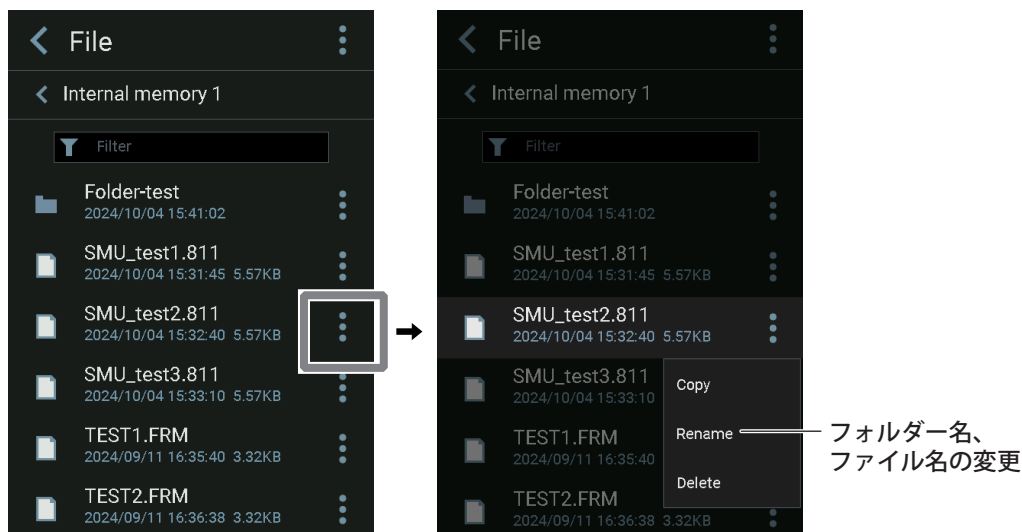 File
Internal memory 1
Filter
Folder-test
2024/10/04 15:41:02
SMU_test1.811
2024/10/04 15:31:45 5.57KB
SMU_test2.811
2024/10/04 15:32:40 5.57KB
SMU_test3.811
2024/10/04 15:33:10 5.57KB
TEST1.FRM
2024/09/11 16:35:40 3.32KB
TEST2.FRM
2024/09/11 16:36:38 3.32KB
File
Internal memory 1
Filter
Folder-test
2024/10/04 15:41:02
SMU_test1.811
2024/10/04 15:31:45 5.57KB
SMU_test2.811
2024/10/04 15:32:40 5.57KB
SMU_test3.811
2024/10/04 15:33:10
TEST1.FRM
2024/09/11 16:35:40
TEST2.FRM
2024/09/11 16:36:38 3.32KB
Copy
Rename
Delete
フォルダー名、
ファイル名の変更